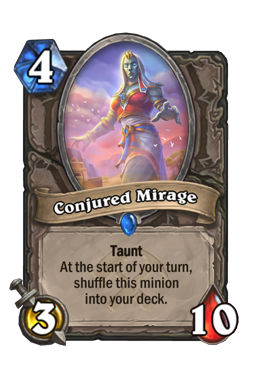 4
Conjured Mirage
Taunt
At the start of your turn,
shuffle this minion
into your deck.
3
10